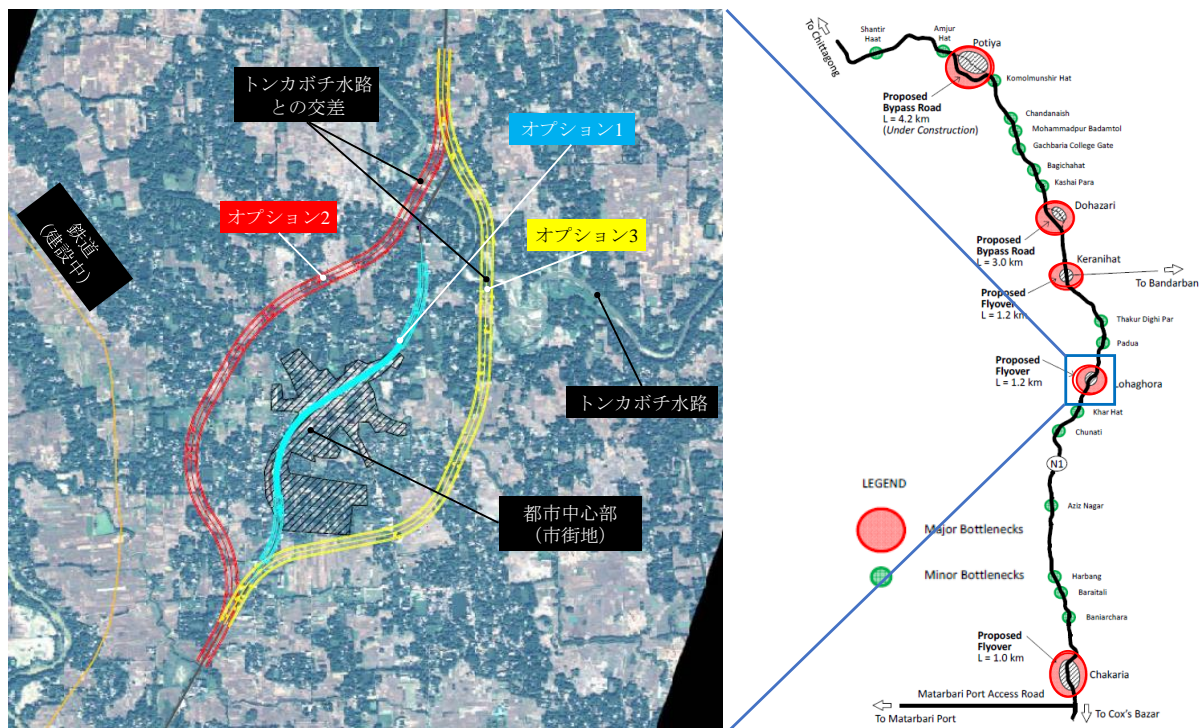 トンカボチ水路
との交差
オプション1
オプション2
オプション3
鉄道
(建設中)
トンカボチ水路
都市中心部
(市街地)
To Chittagong
Shantir
Haat
Amjur
Hat
Potiya
Komolmunshir Hat
Proposed
Bypass Road
L = 4.2 km
(Under Construction)
Chandanaish
Mohammadpur Badamtol
Gachbaria College Gate
Bagichahat
Kashai Para
Dohazari
Proposed
Bypass Road
L = 3.0 km
Keranihat
To Bandarban
Proposed
Flyover
L = 1.2 km
Thakur Dighi Par
Padua
Proposed
Flyover
L = 1.2 km
Lohaghora
Khar Hat
Chunati
N1
LEGEND
Major Bottlenecks
Minor Bottlenecks
Aziz Nagar
Harbang
Baraitali
Baniarchara
Proposed
Flyover
L = 1.0 km
Chakaria
Matarbari Port Access Road
To Matarbari Port
To Cox's Bazar